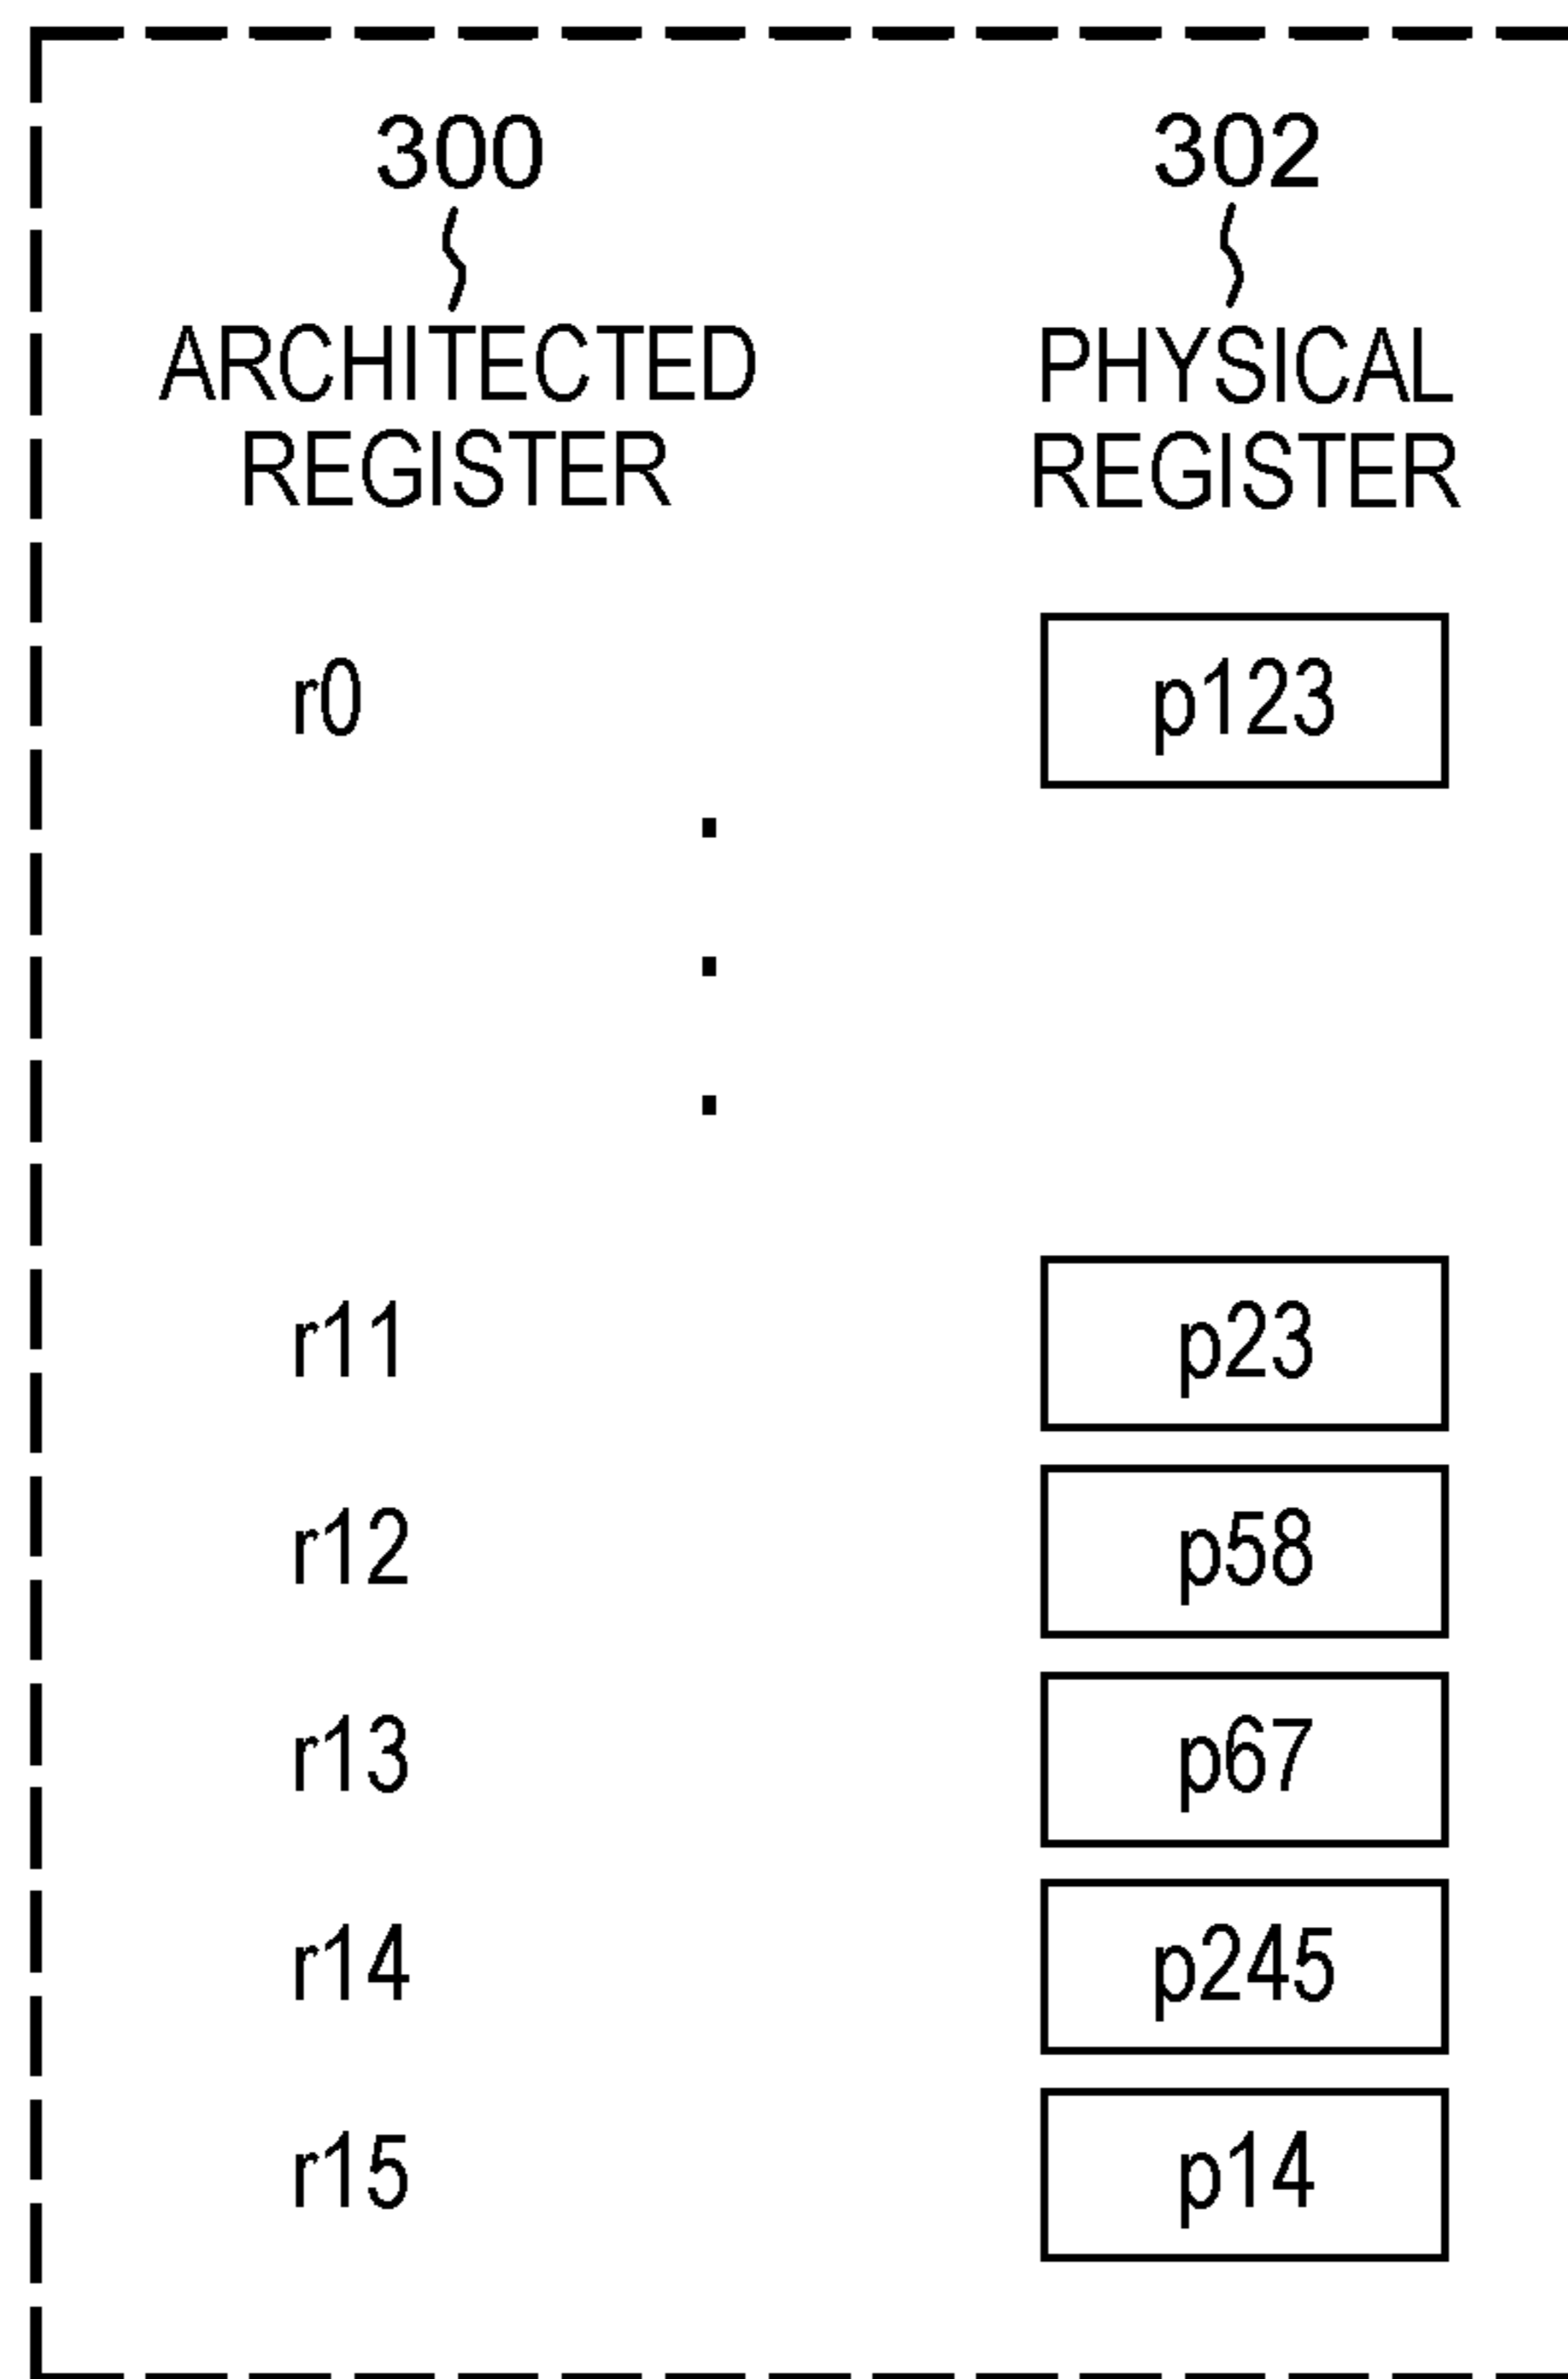 300 302
ARCHITECTED PHYSICAL
REGISTER REGISTER
r0 p123
.
.
.
r11 p23
r12 p58
r13 p67
r14 p245
r15 p14